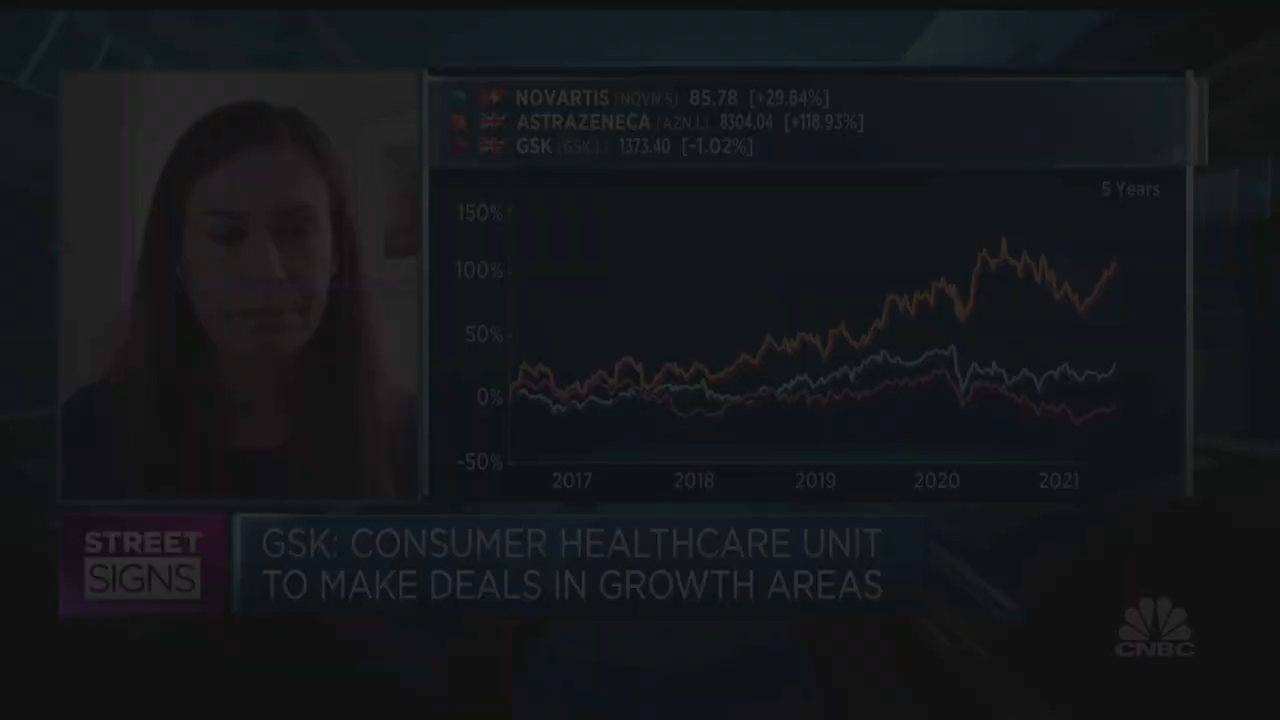 NOVARTIS (NOVN.S) 85.78 [+29.64%]
ASTRAZENECA (AZN.L) 8304.04 [+118.93%]
GSK (GSK.L) 1373.40 [-1.02%]
5 Years
150%
100%
50%
0%
-50%
2017 2018 2019 2020 2021
STREET
SIGNS
GSK: CONSUMER HEALTHCARE UNIT
TO MAKE DEALS IN GROWTH AREAS
CNBC